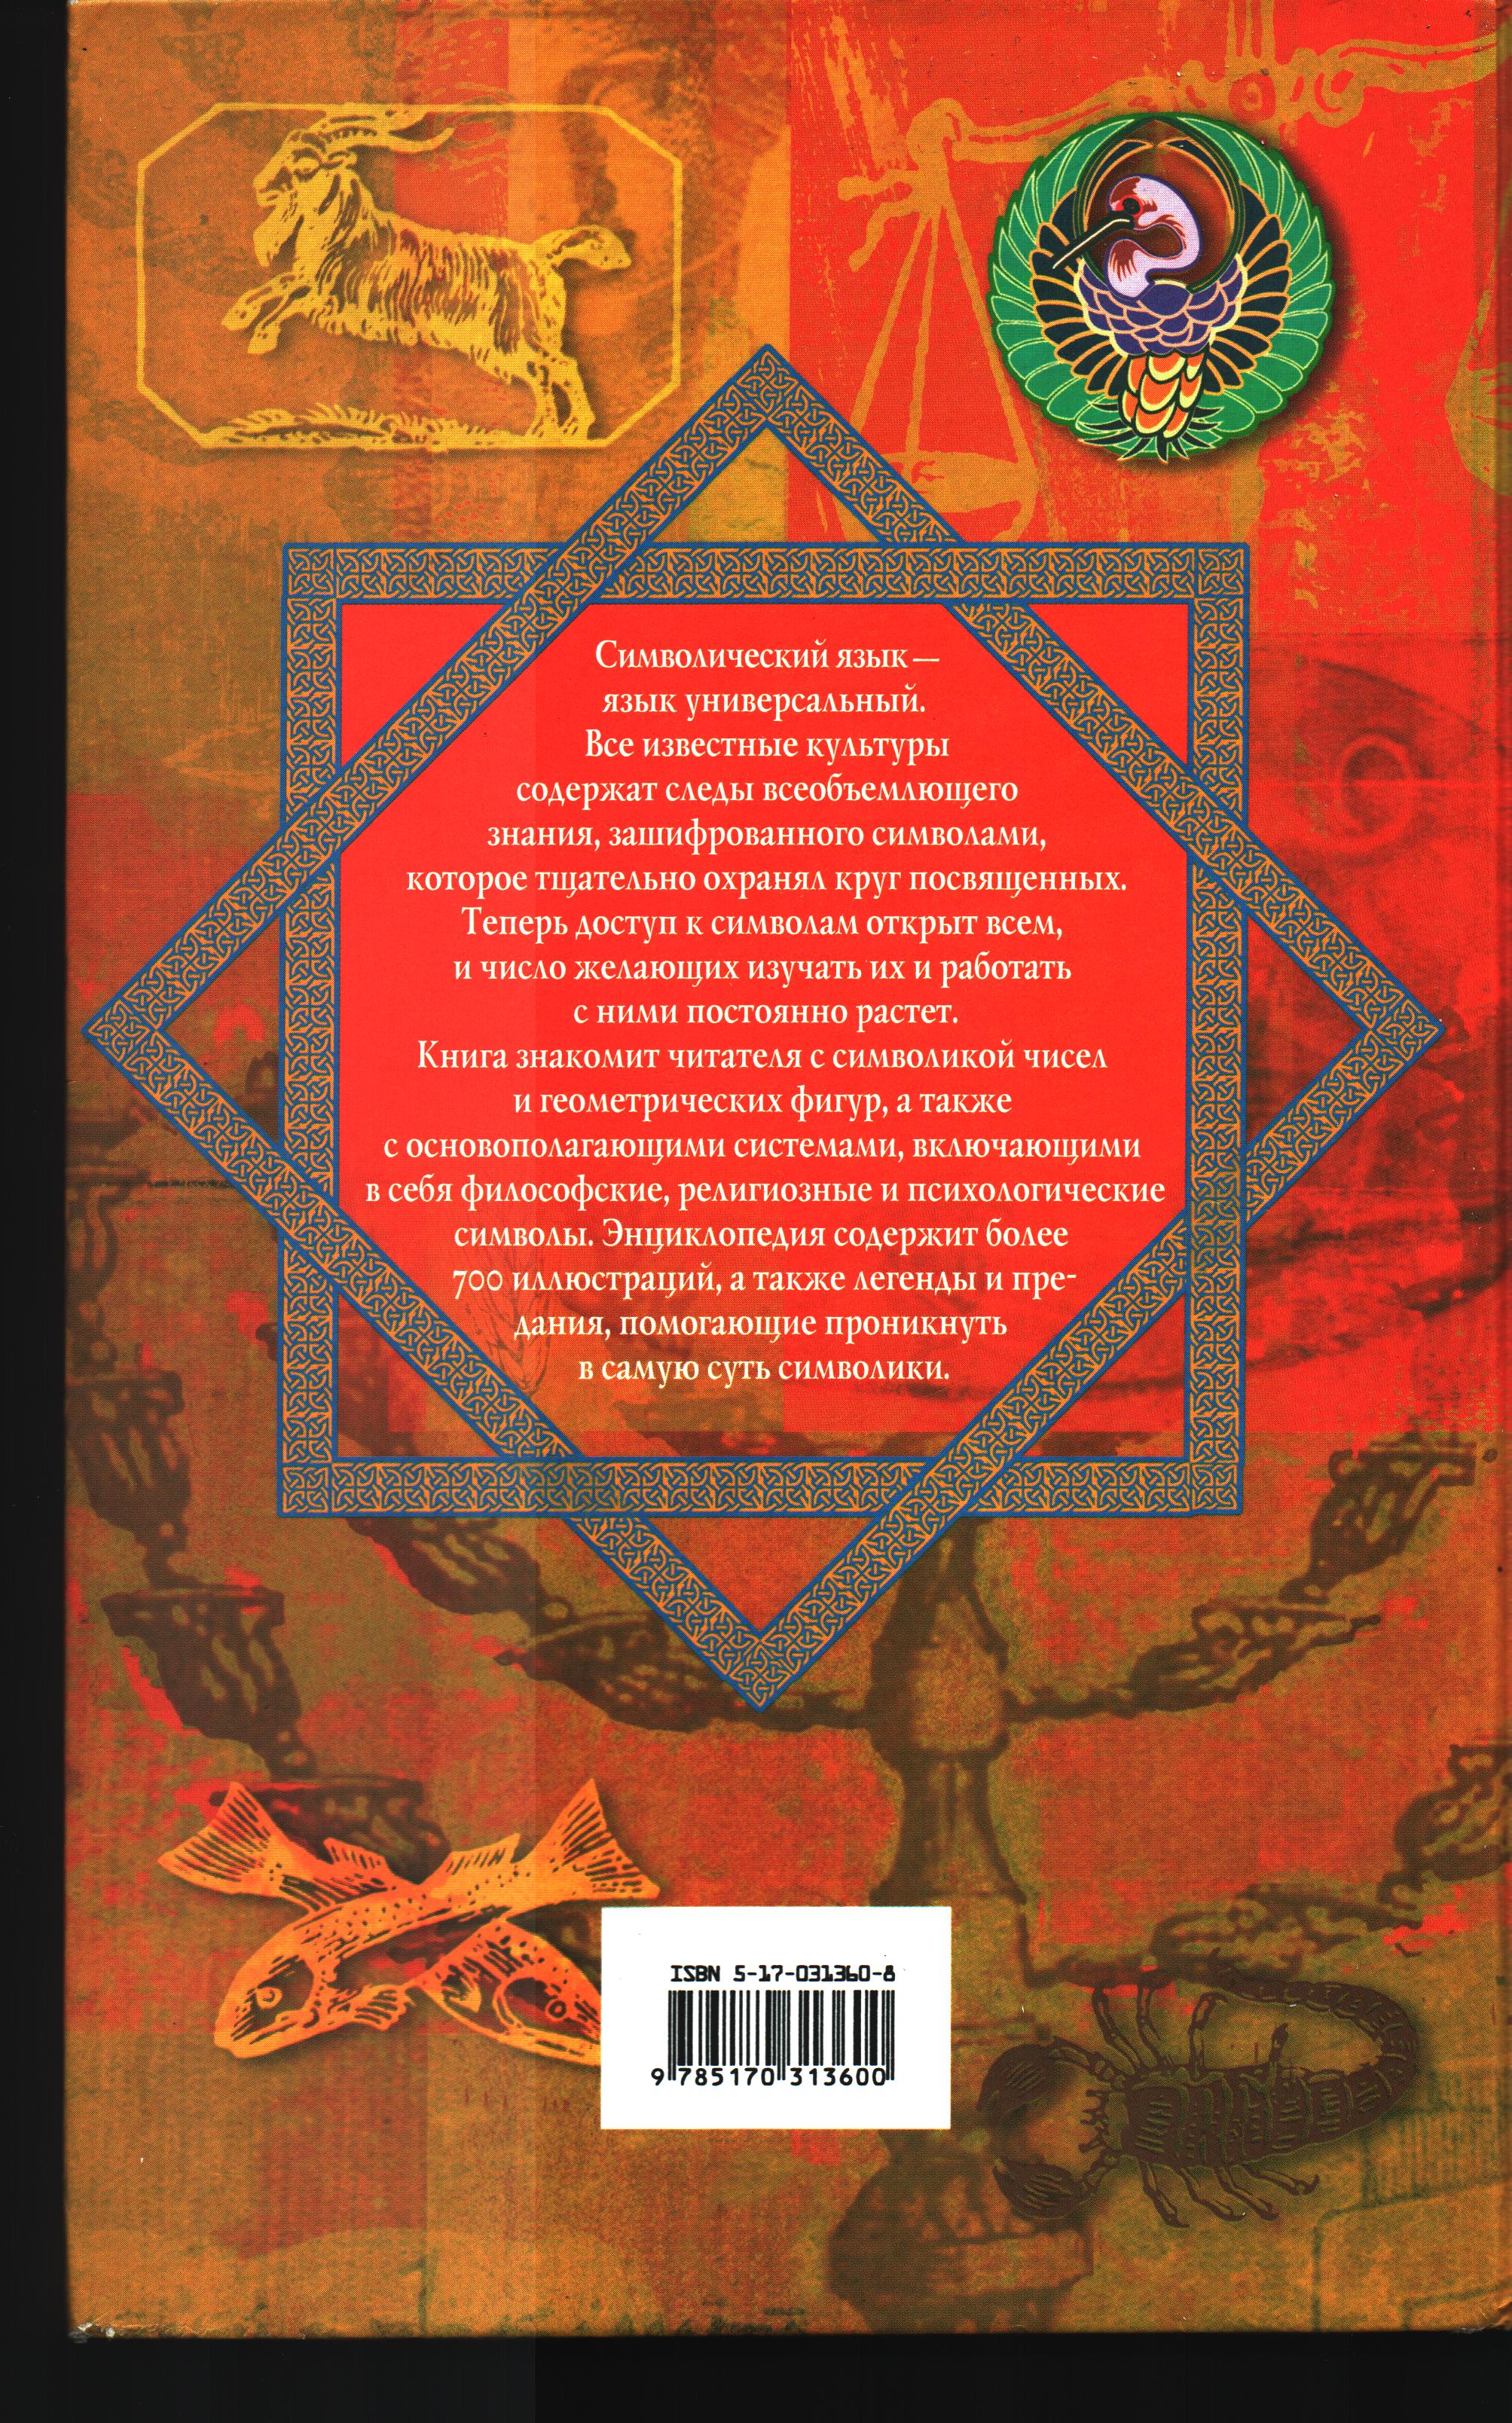 Символический язык —
язык универсальный.
Все известные культуры
содержат следы всеобъемлющего
знания, зашифрованного символами,
которое тщательно охранял круг посвященных.
Теперь доступ к символам открыт всем,
и число желающих изучать их и работать
с ними постоянно растет.
Книга знакомит читателя с символикой чисел
и геометрических фигур, а также
с основополагающими системами, включающими
в себя философские, религиозные и психологические
символы. Энциклопедия содержит более
700 иллюстраций, а также легенды и пре-
дания, помогающие проникнуть
в самую суть символики.
ISBN 5-17-031360-8
9 785170 313600